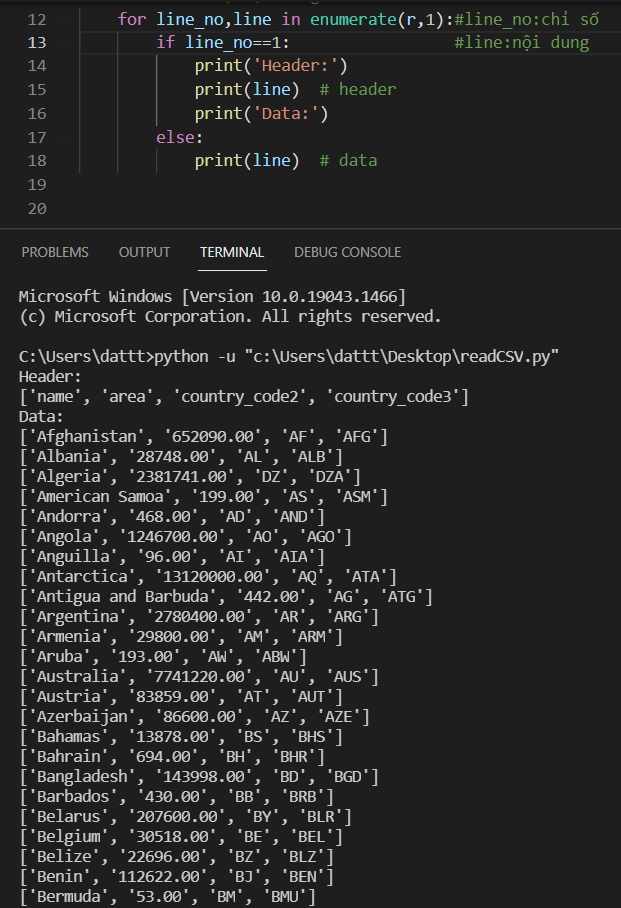 12 for line_no,line in enumerate(r,1):#line_no:chỉ số
13 if line_no==1: #line:nội dung
14 print('Header:')
15 print(line) # header
16 print('Data:')
17 else:
18 print(line) # data
19
20
PROBLEMS OUTPUT TERMINAL DEBUG CONSOLE
Microsoft Windows [Version 10.0.19043.1466]
(c) Microsoft Corporation. All rights reserved.
C:\Users\dattt>python -u "c:\Users\dattt\Desktop\readCSV.py"
Header:
['name', 'area', 'country_code2', 'country_code3']
Data:
['Afghanistan', '652090.00', 'AF', 'AFG']
['Albania', '28748.00', 'AL', 'ALB']
['Algeria', '2381741.00', 'DZ', 'DZA']
['American Samoa', '199.00', 'AS', 'ASM']
['Andorra', '468.00', 'AD', 'AND']
['Angola', '1246700.00', 'AO', 'AGO']
['Anguilla', '96.00', 'AI', 'AIA']
['Antarctica', '13120000.00', 'AQ', 'ATA']
['Antigua and Barbuda', '442.00', 'AG', 'ATG']
['Argentina', '2780400.00', 'AR', 'ARG']
['Armenia', '29800.00', 'AM', 'ARM']
['Aruba', '193.00', 'AW', 'ABW']
['Australia', '7741220.00', 'AU', 'AUS']
['Austria', '83859.00', 'AT', 'AUT']
['Azerbaijan', '86600.00', 'AZ', 'AZE']
['Bahamas', '13878.00', 'BS', 'BHS']
['Bahrain', '694.00', 'BH', 'BHR']
['Bangladesh', '143998.00', 'BD', 'BGD']
['Barbados', '430.00', 'BB', 'BRB']
['Belarus', '207600.00', 'BY', 'BLR']
['Belgium', '30518.00', 'BE', 'BEL']
['Belize', '22696.00', 'BZ', 'BLZ']
['Benin', '112622.00', 'BJ', 'BEN']
['Bermuda', '53.00', 'BM', 'BMU']